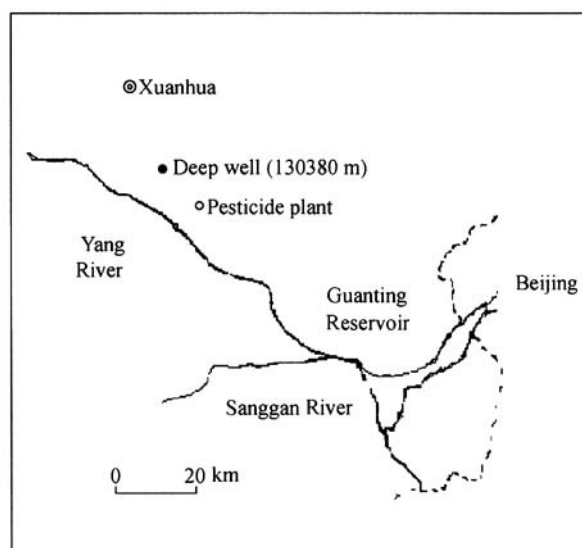 Xuanhua
Deep well (130380 m)
Pesticide plant
Yang
River
Beijing
Guanting
Reservoir
Sanggan River
0 20 km